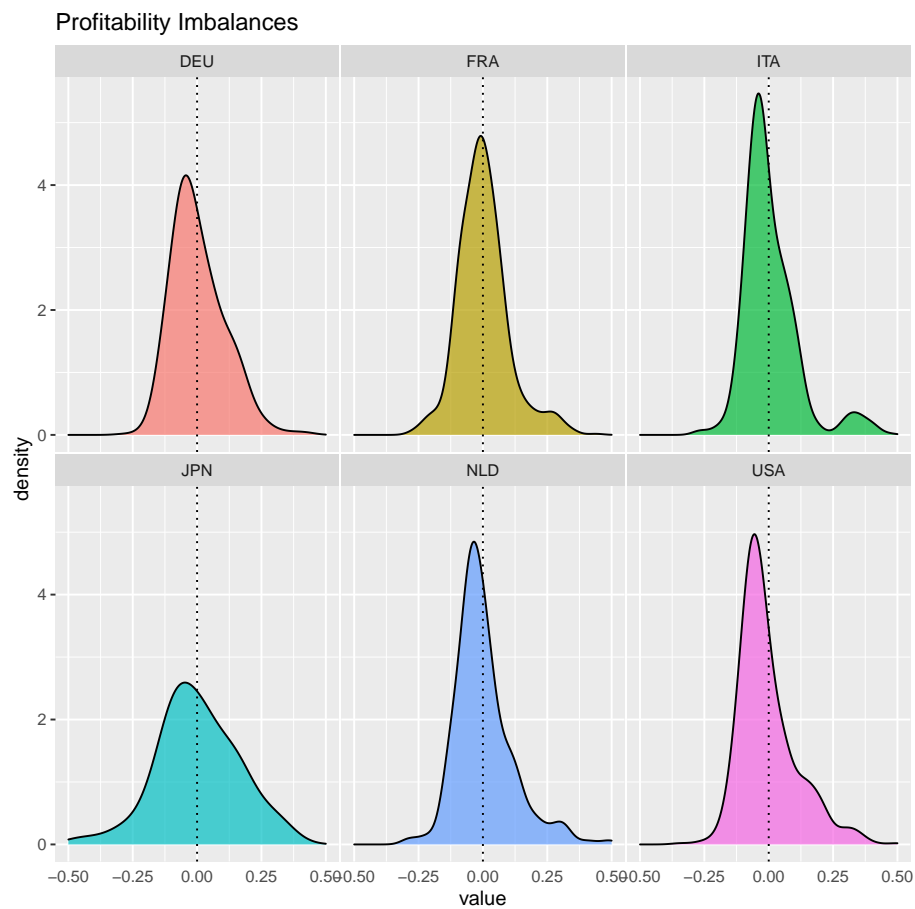 Profitability Imbalances
DEU FRA ITA
4
2
0
density
JPN NLD USA
4
2
0
−0.50 −0.25 0.00 0.25 0.50 −0.50 −0.25 0.00 0.25 0.50 −0.50 −0.25 0.00 0.25 0.50
value